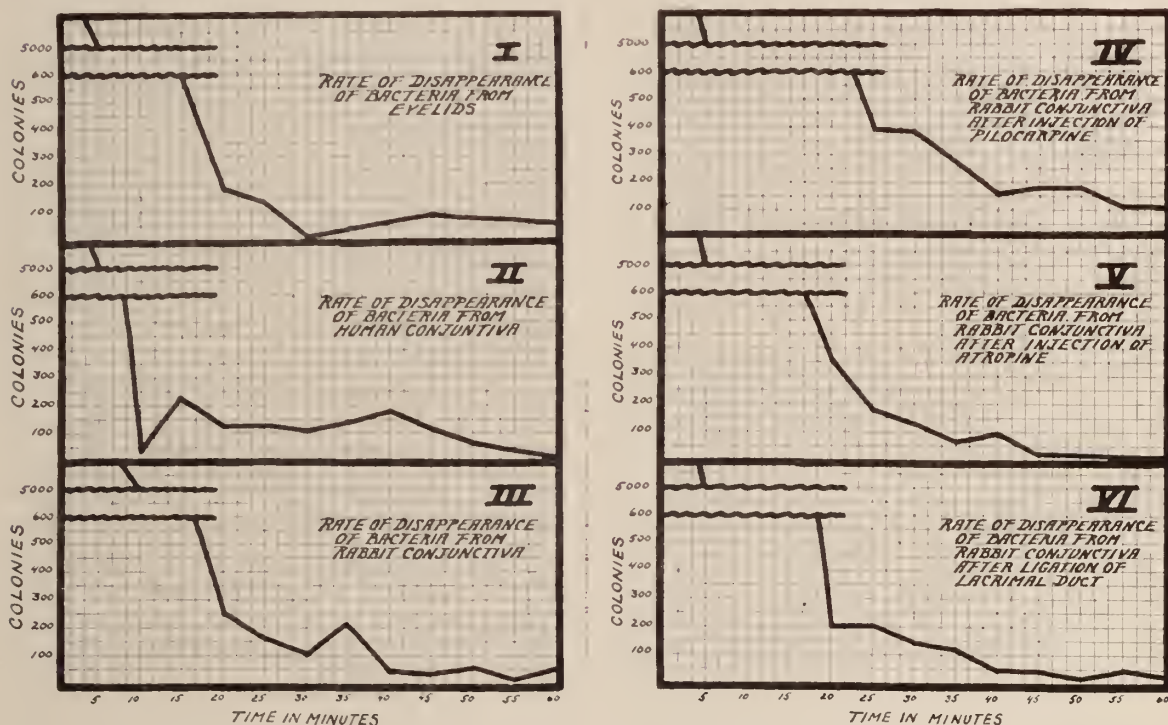 I
RATE OF DISAPPEARANCE
OF BACTERIA FROM
EYELIDS
5000
600
400
300
200
100
COLONIES
II
RATE OF DISAPPEARANCE
OF BACTERIA FROM
HUMAN CONJUNTIVA
5000
600
500
400
300
200
100
COLONIES
III
RATE OF DISAPPEARANCE
OF BACTERIA FROM
RABBIT CONJUNCTIVA
5000
600
400
300
200
100
COLONIES
5 10 15 20 25 30 35 40 45 50 55 60
TIME IN MINUTES
IV
RATE OF DISAPPEARANCE
OF BACTERIA FROM
RABBIT CONJUNCTIVA
AFTER INJECTION OF
PILOCARPINE
5000
600
400
300
200
100
COLONIES
V
RATE OF DISAPPEARANCE
OF BACTERIA FROM
RABBIT CONJUNCTIVA
AFTER INJECTION OF
ATROPINE
5000
600
400
300
200
100
COLONIES
VI
RATE OF DISAPPEARANCE
OF BACTERIA FROM
RABBIT CONJUNCTIVA
AFTER LIGATION OF
LACRIMAL DUCT
5000
600
400
300
200
100
COLONIES
5 10 15 20 25 30 35 40 45 50 55 60
TIME IN MINUTES